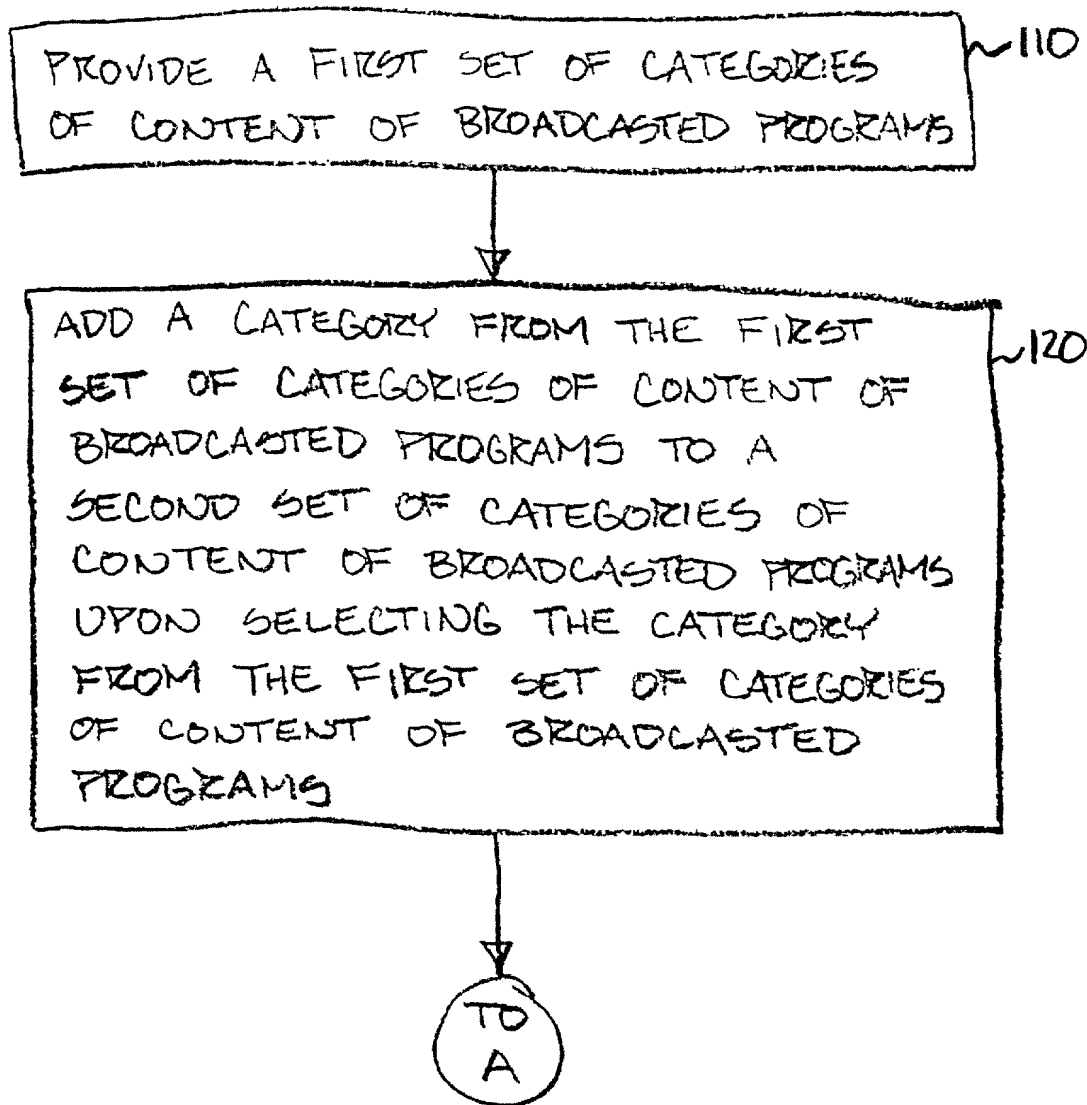 PROVIDE A FIRST SET OF CATEGORIES
OF CONTENT OF BROADCASTED PROGRAMS
110
ADD A CATEGORY FROM THE FIRST
SET OF CATEGORIES OF CONTENT OF
BROADCASTED PROGRAMS TO A
SECOND SET OF CATEGORIES OF
CONTENT OF BROADCASTED PROGRAMS
UPON SELECTING THE CATEGORY
FROM THE FIRST SET OF CATEGORIES
OF CONTENT OF BROADCASTED
PROGRAMS
120
TO
A